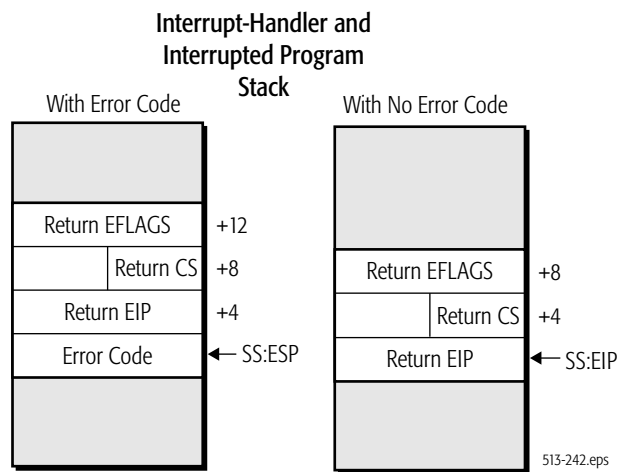 Interrupt-Handler and
Interrupted Program
Stack
With Error Code
Return EFLAGS +12
Return CS +8
Return EIP +4
Error Code SS:ESP
With No Error Code
Return EFLAGS +8
Return CS +4
Return EIP SS:EIP
513-242.eps